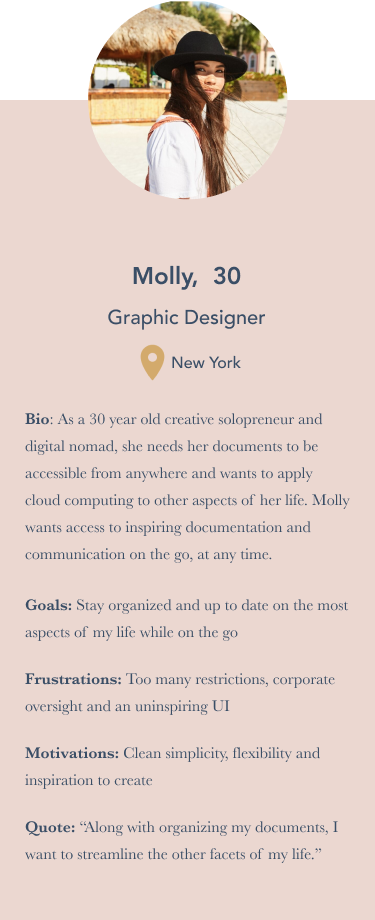 Molly, 30
Graphic Designer
New York
Bio: As a 30 year old creative solopreneur and
digital nomad, she needs her documents to be
accessible from anywhere and wants to apply
cloud computing to other aspects of her life. Molly
wants access to inspiring documentation and
communication on the go, at any time.
Goals: Stay organized and up to date on the most
aspects of my life while on the go
Frustrations: Too many restrictions, corporate
oversight and an uninspiring UI
Motivations: Clean simplicity, flexibility and
inspiration to create
Quote: “Along with organizing my documents, I
want to streamline the other facets of my life.”